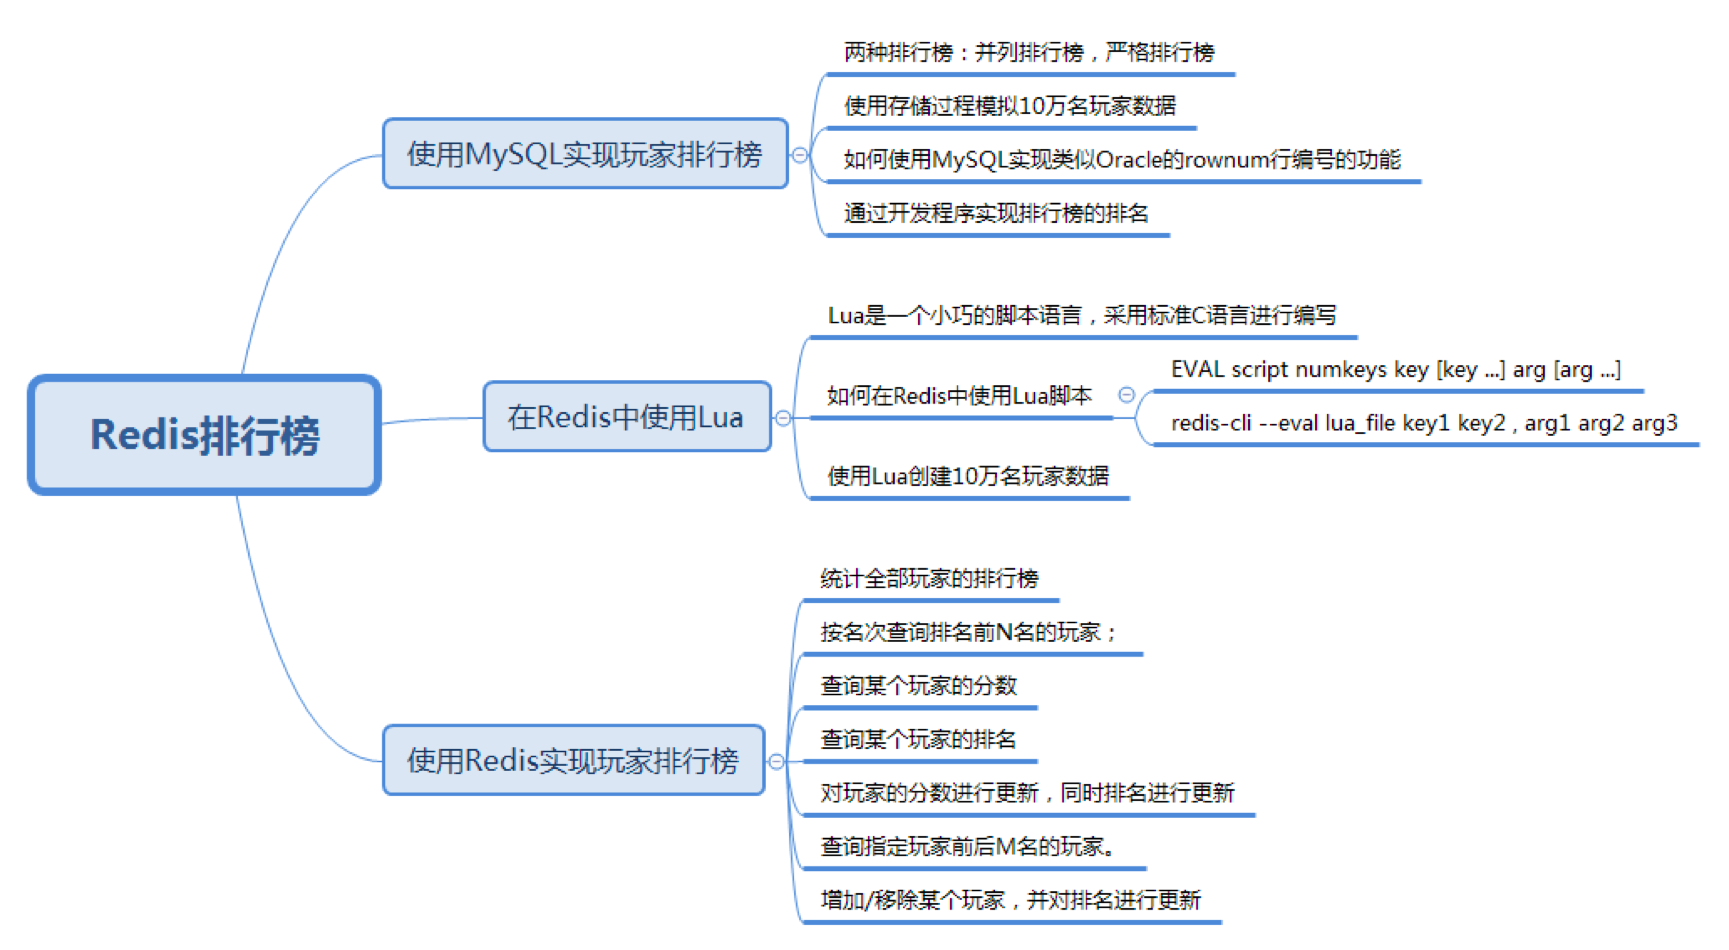 Redis排行榜
使用MySQL实现玩家排行榜
两种排行榜：并列排行榜，严格排行榜
使用存储过程模拟10万名玩家数据
如何使用MySQL实现类似Oracle的rownum行编号的功能
通过开发程序实现排行榜的排名
在Redis中使用Lua
Lua是一个小巧的脚本语言，采用标准C语言进行编写
如何在Redis中使用Lua脚本
EVAL script numkeys key [key ...] arg [arg ...]
redis-cli --eval lua_file key1 key2 , arg1 arg2 arg3
使用Lua创建10万名玩家数据
使用Redis实现玩家排行榜
统计全部玩家的排行榜
按名次查询排名前N名的玩家；
查询某个玩家的分数
查询某个玩家的排名
对玩家的分数进行更新，同时排名进行更新
查询指定玩家前后M名的玩家。
增加/移除某个玩家，并对排名进行更新